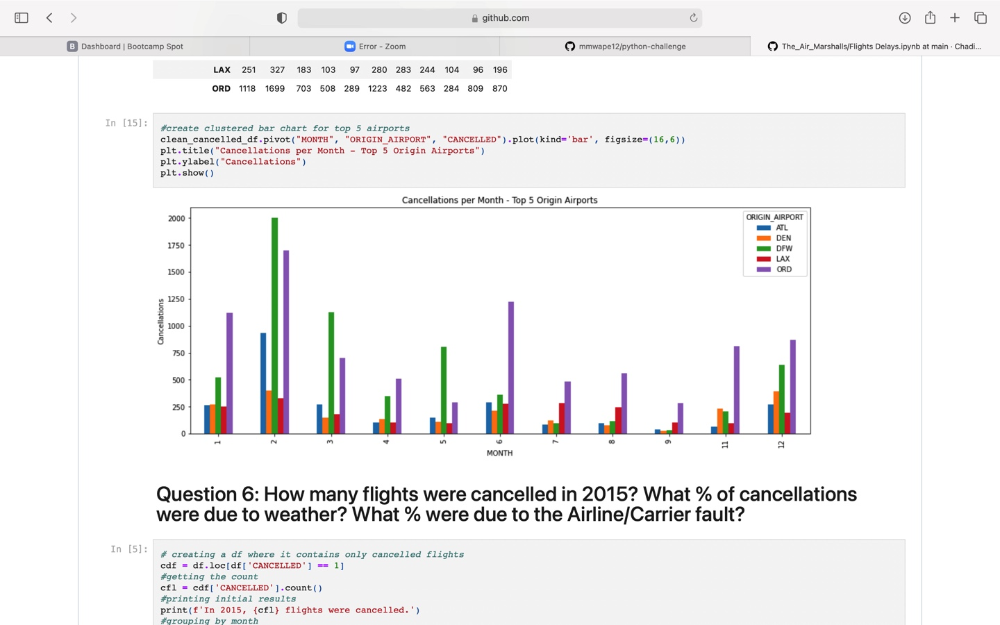 github.com
Dashboard | Bootcamp Spot
Error - Zoom
mmwape12/python-challenge
The_Air_Marshalls/Flights Delays.ipynb at main · Chadi...
LAX 251 327 183 103 97 280 283 244 104 96 196
ORD 1118 1699 703 508 289 1223 482 563 284 809 870
In [15]:
#create clustered bar chart for top 5 airports
clean_cancelled_df.pivot("MONTH", "ORIGIN_AIRPORT", "CANCELLED").plot(kind='bar', figsize=(16,6))
plt.title("Cancellations per Month - Top 5 Origin Airports")
plt.ylabel("Cancellations")
plt.show()
Cancellations per Month - Top 5 Origin Airports
2000
1750
1500
1250
1000
750
500
250
0
Cancellations
ORIGIN_AIRPORT
ATL
DEN
DFW
LAX
ORD
1 2 3 4 5 6 7 8 9 11 12
MONTH
Question 6: How many flights were cancelled in 2015? What % of cancellations
were due to weather? What % were due to the Airline/Carrier fault?
In [5]:
# creating a df where it contains only cancelled flights
cdf = df.loc[df['CANCELLED'] == 1]
#getting the count
cfl = cdf['CANCELLED'].count()
#printing initial results
print(f'In 2015, {cfl} flights were cancelled.')
#grouping by month